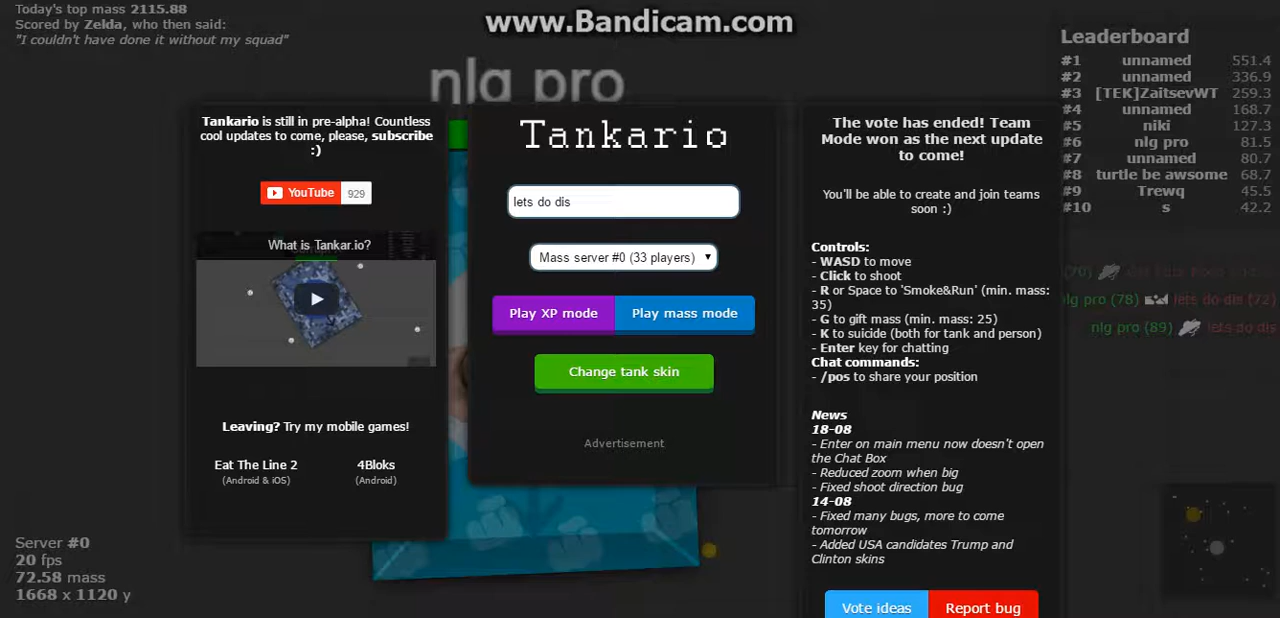 Today's top mass 2115.88
Scored by Zelda, who then said:
"I couldn't have done it without my squad"
www.Bandicam.com
nlg pro
Tankario is still in pre-alpha! Countless
cool updates to come, please, subscribe
:)
YouTube 929
What is Tankar.io?
Leaving? Try my mobile games!
Eat The Line 2 4Bloks
(Android & iOS) (Android)
Server #0
20 fps
72.58 mass
1668 x 1120 y
Tankario
lets do dis
Mass server #0 (33 players)
Play XP mode Play mass mode
Change tank skin
Advertisement
The vote has ended! Team
Mode won as the next update
to come!
You'll be able to create and join teams
soon :)
Controls:
- WASD to move
- Click to shoot
- R or Space to 'Smoke&Run' (min. mass:
35)
- G to gift mass (min. mass: 25)
- K to suicide (both for tank and person)
- Enter key for chatting
Chat commands:
- /pos to share your position
News
18-08
- Enter on main menu now doesn't open
the Chat Box
- Reduced zoom when big
- Fixed shoot direction bug
14-08
- Fixed many bugs, more to come
tomorrow
- Added USA candidates Trump and
Clinton skins
Vote ideas Report bug
Leaderboard
#1 unnamed 551.4
#2 unnamed 336.9
#3 [TEK]ZaitsevWT 259.3
#4 unnamed 168.7
#5 niki 127.3
#6 nlg pro 81.5
#7 unnamed 80.7
#8 turtle be awsome 68.7
#9 Trewq 45.5
#10 s 42.2
(70)
nlg pro (78) lets do dis (72)
nlg pro (89) lets do dis